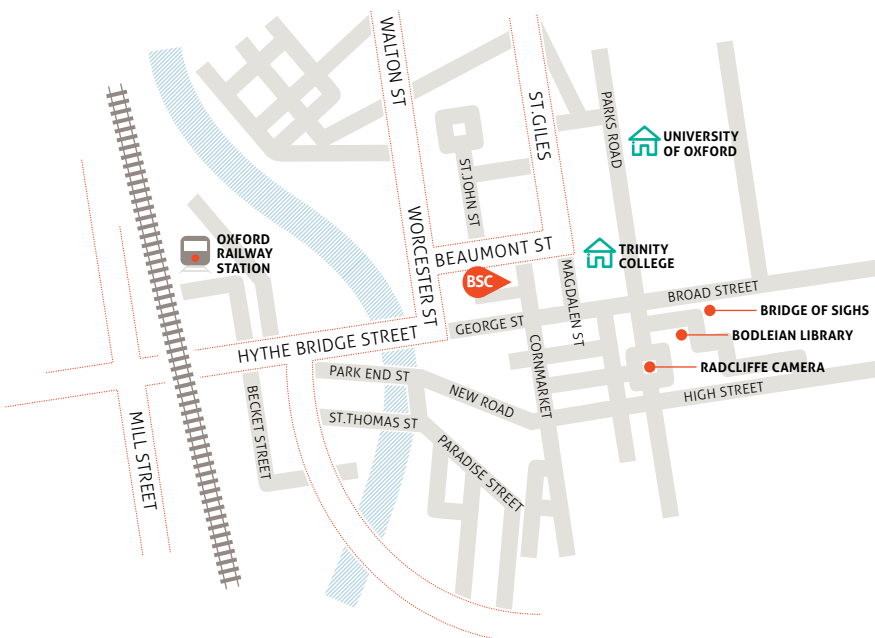 WALTON ST
ST.GILES
PARKS ROAD
UNIVERSITY
OF OXFORD
ST.JOHN ST
WORCESTER ST
BEAUMONT ST
OXFORD
RAILWAY
STATION
TRINITY
COLLEGE
BSC
MAGDALEN ST
BROAD STREET
BRIDGE OF SIGHS
GEORGE ST
HYTHE BRIDGE STREET
BODLEIAN LIBRARY
CORNMARKET
RADCLIFFE CAMERA
PARK END ST
HIGH STREET
NEW ROAD
BECKET STREET
MILL STREET
ST.THOMAS ST
PARADISE STREET